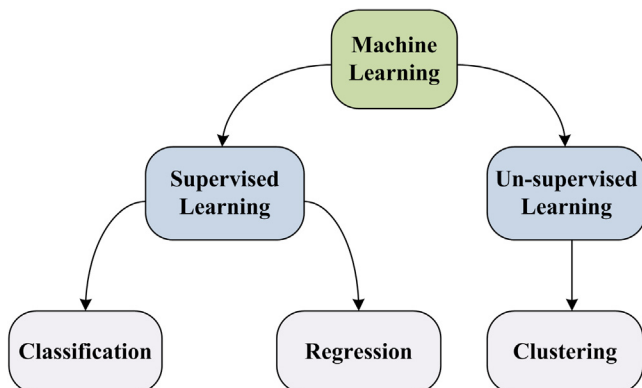 Machine
Learning
Supervised
Learning
Un-supervised
Learning
Classification
Regression
Clustering